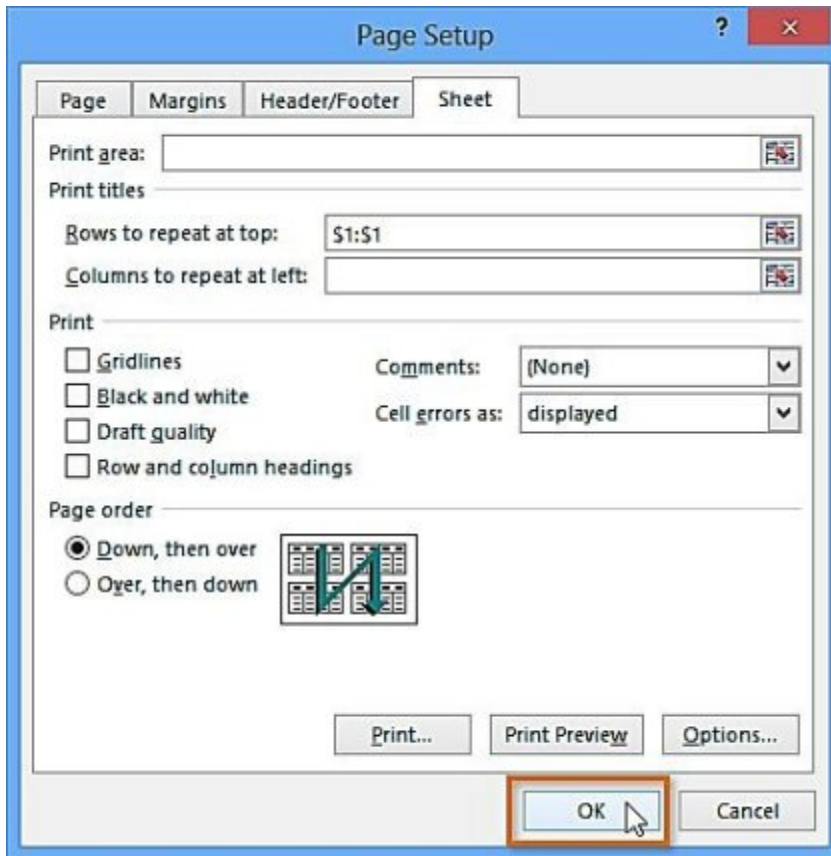 Page Setup ?
Page Margins Header/Footer Sheet
Print area:
Print titles
Rows to repeat at top: $1:$1
Columns to repeat at left:
Print
Gridlines Comments: (None)
Black and white
Cell errors as: displayed
Draft quality
Row and column headings
Page order
Down, then over
Over, then down
Print... Print Preview Options...
OK Cancel